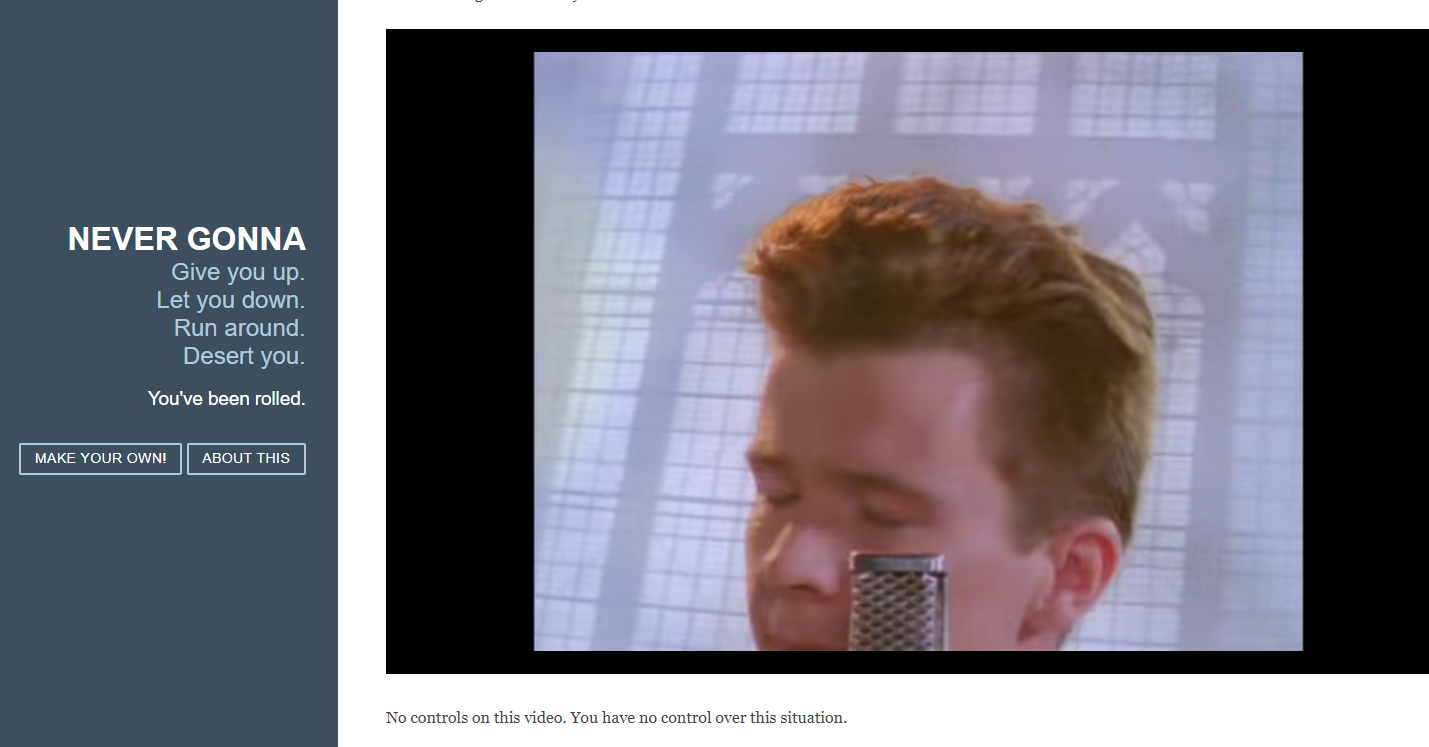 NEVER GONNA
Give you up.
Let you down.
Run around.
Desert you.
You've been rolled.
MAKE YOUR OWN!
ABOUT THIS
No controls on this video. You have no control over this situation.